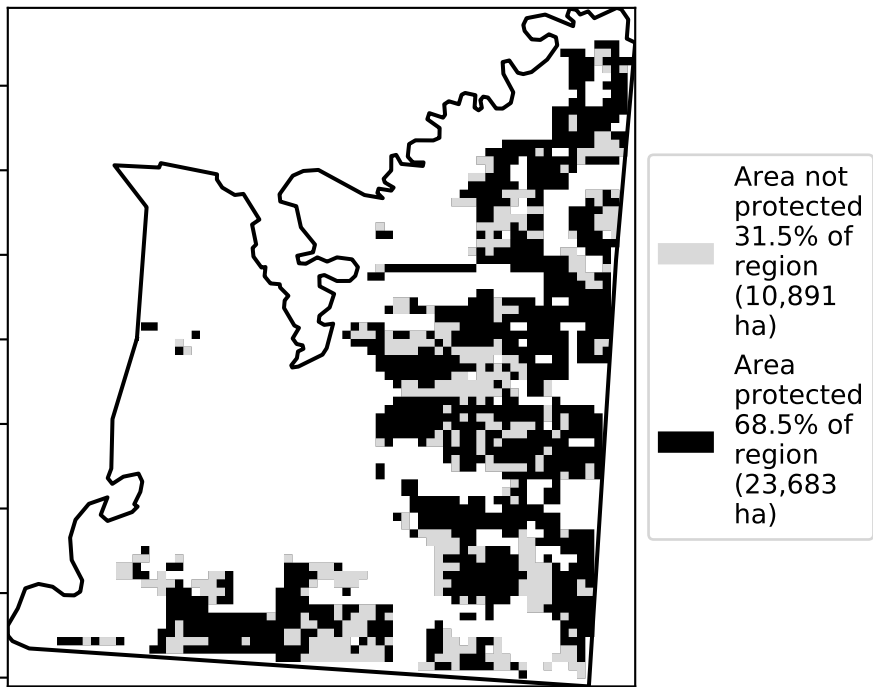 Area not
protected
31.5% of
region
(10,891
ha)
Area
protected
68.5% of
region
(23,683
ha)